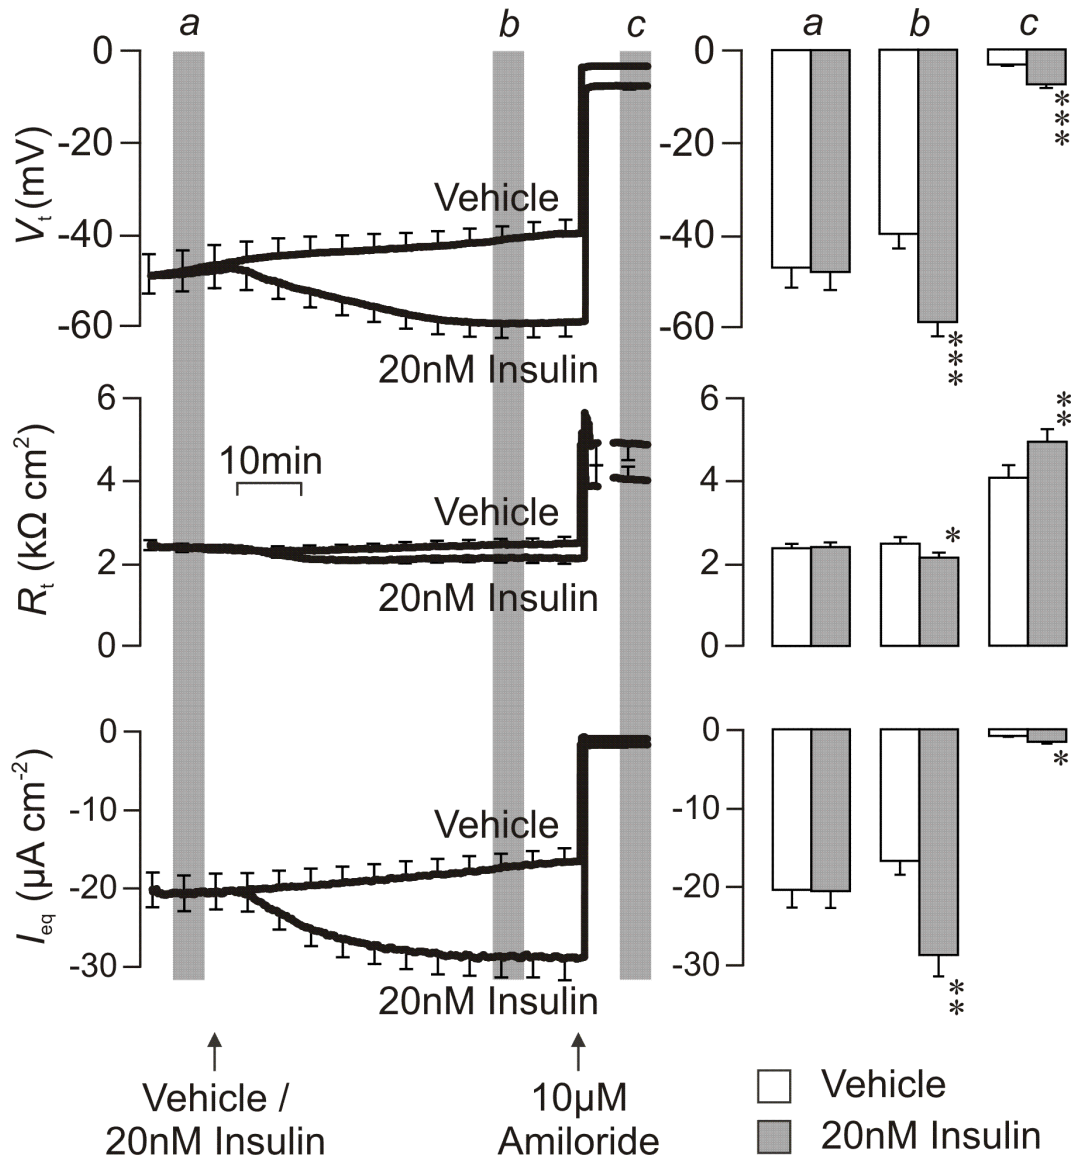 a b c a b c
0
-20
-40
-60
Vt (mV)
Vehicle
20nM Insulin
0
-20
-40
-60
***
***
6
4
2
0
Rt (kΩ cm2)
10min
Vehicle
20nM Insulin
6
4
2
0
*
**
0
-10
-20
-30
Ieq (µA cm-2)
Vehicle
20nM Insulin
0
-10
-20
-30
**
*
Vehicle /
20nM Insulin
10µM
Amiloride
Vehicle
20nM Insulin